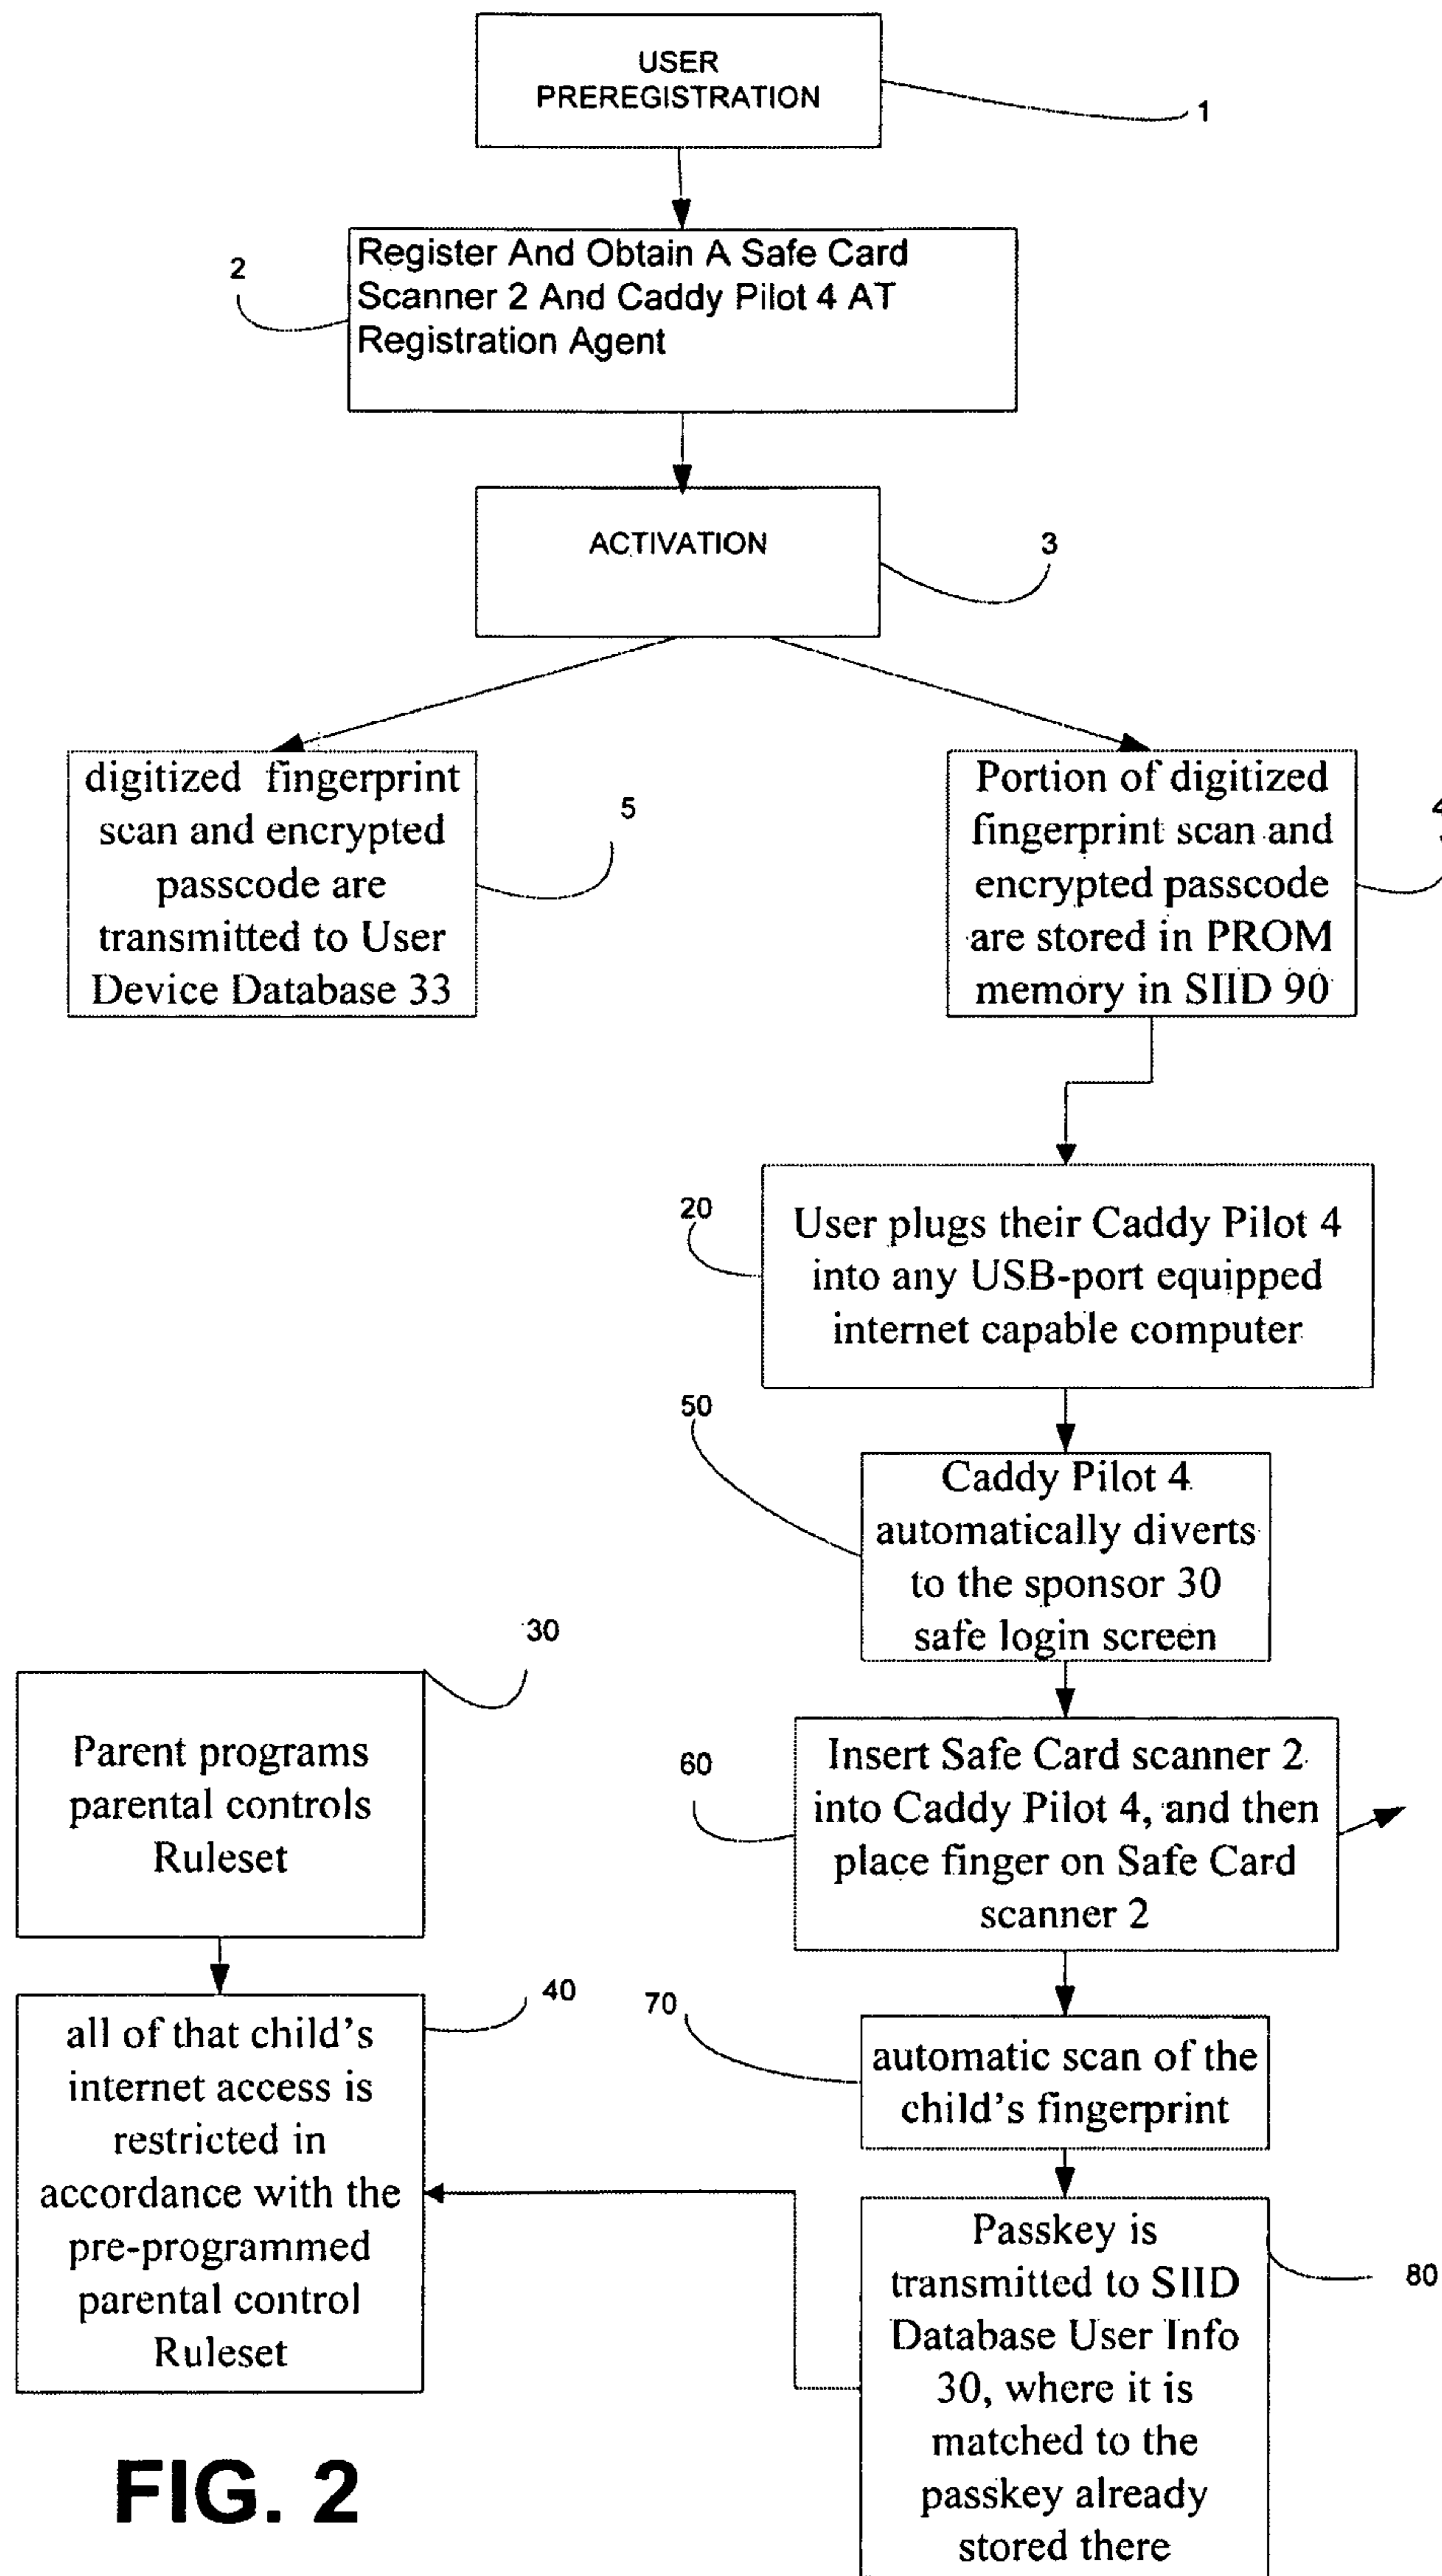 USER
PREREGISTRATION
1
2
Register And Obtain A Safe Card
Scanner 2 And Caddy Pilot 4 AT
Registration Agent
ACTIVATION
3
digitized fingerprint
scan and encrypted
passcode are
transmitted to User
Device Database 33
5
Portion of digitized
fingerprint scan and
encrypted passcode
are stored in PROM
memory in SIID 90
4
20
User plugs their Caddy Pilot 4
into any USB-port equipped
internet capable computer
50
Caddy Pilot 4
automatically diverts
to the sponsor 30
safe login screen
30
Parent programs
parental controls
Ruleset
60
Insert Safe Card scanner 2
into Caddy Pilot 4, and then
place finger on Safe Card
scanner 2
40
all of that child's
internet access is
restricted in
accordance with the
pre-programmed
parental control
Ruleset
70
automatic scan of the
child's fingerprint
Passkey is
transmitted to SIID
Database User Info
30, where it is
matched to the
passkey already
stored there
80
FIG. 2